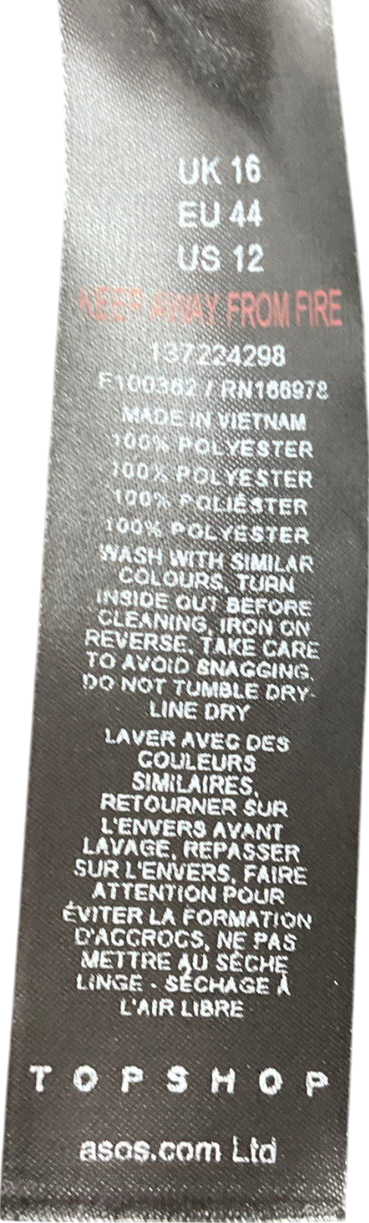 UK 16
EU 44
US 12
KEEP AWAY FROM FIRE
137224298
F100362 / RN166978
MADE IN VIETNAM
100% POLYESTER
100% POLYESTER
100% POLIÉSTER
100% POLYESTER
WASH WITH SIMILAR
COLOURS, TURN
INSIDE OUT BEFORE
CLEANING, IRON ON
REVERSE, TAKE CARE
TO AVOID SNAGGING.
DO NOT TUMBLE DRY-
LINE DRY
LAVER AVEC DES
COULEURS
SIMILAIRES,
RETOURNER SUR
L'ENVERS AVANT
LAVAGE, REPASSER
SUR L'ENVERS, FAIRE
ATTENTION POUR
ÉVITER LA FORMATION
D'ACCROCS, NE PAS
METTRE AU SÈCHE
LINGE - SÉCHAGE À
L'AIR LIBRE
TOPSHOP
asos.com Ltd